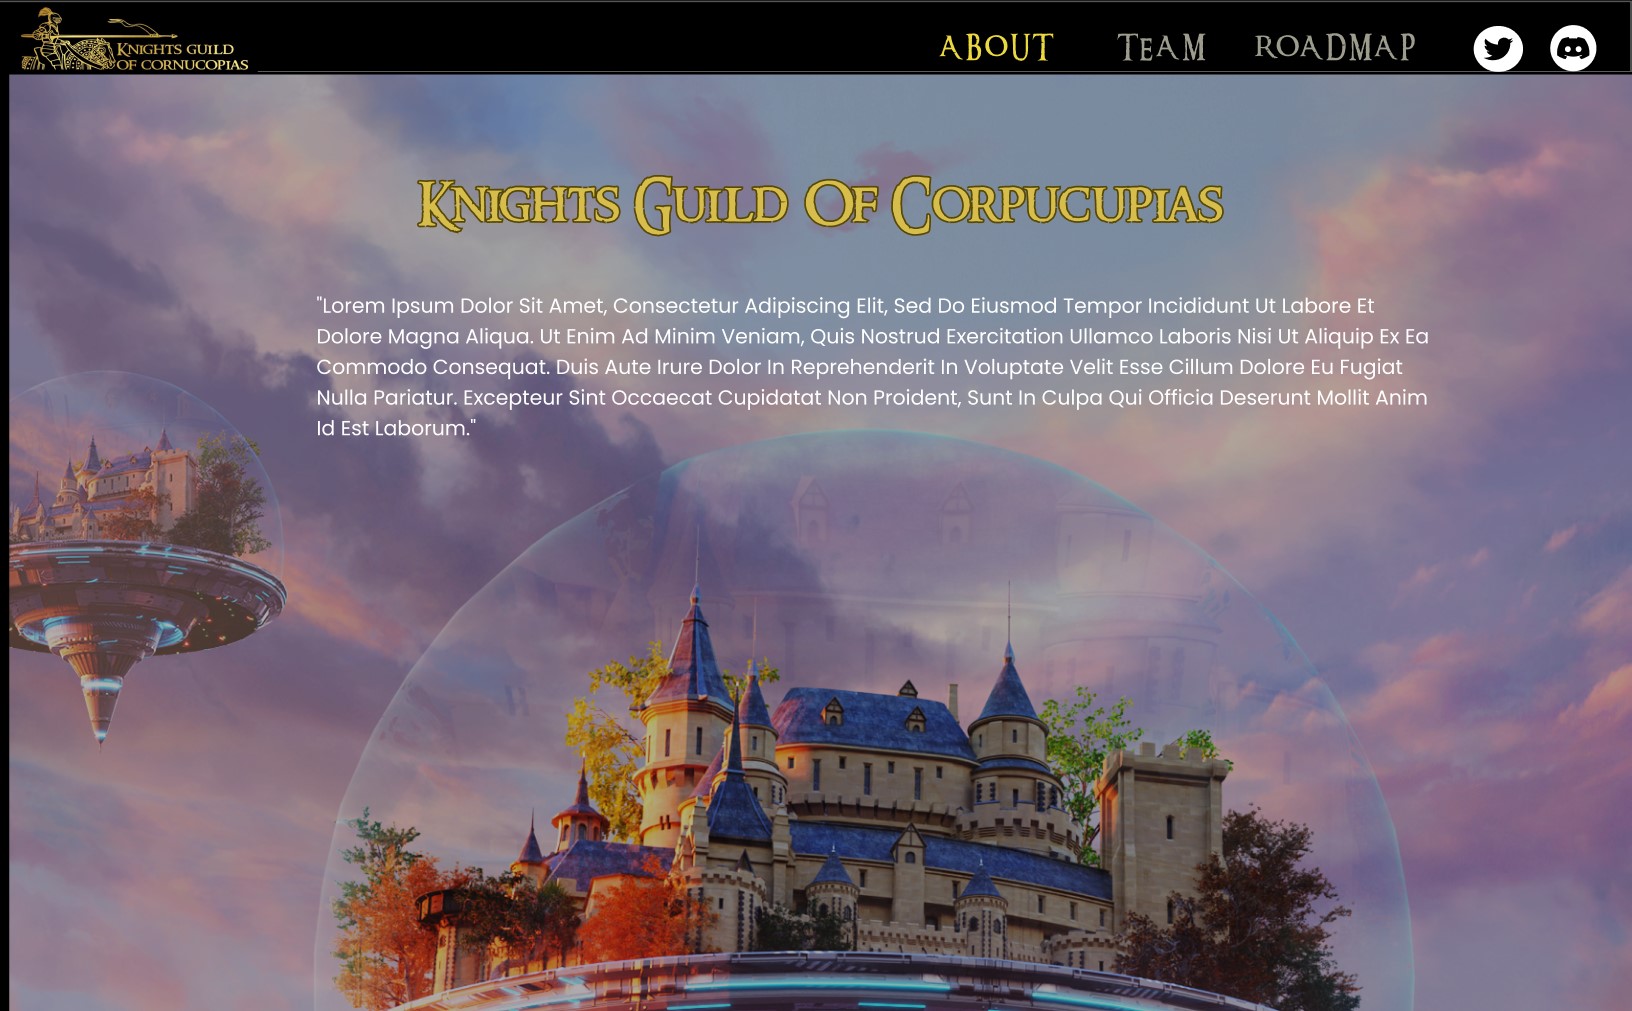 KNIGHTS GUILD
OF CORNUCOPIAS
ABOUT
TEAM
ROADMAP
KNIGHTS GUILD OF CORPUCUPIAS
"Lorem Ipsum Dolor Sit Amet, Consectetur Adipiscing Elit, Sed Do Eiusmod Tempor Incididunt Ut Labore Et
Dolore Magna Aliqua. Ut Enim Ad Minim Veniam, Quis Nostrud Exercitation Ullamco Laboris Nisi Ut Aliquip Ex Ea
Commodo Consequat. Duis Aute Irure Dolor In Reprehenderit In Voluptate Velit Esse Cillum Dolore Eu Fugiat
Nulla Pariatur. Excepteur Sint Occaecat Cupidatat Non Proident, Sunt In Culpa Qui Officia Deserunt Mollit Anim
Id Est Laborum."